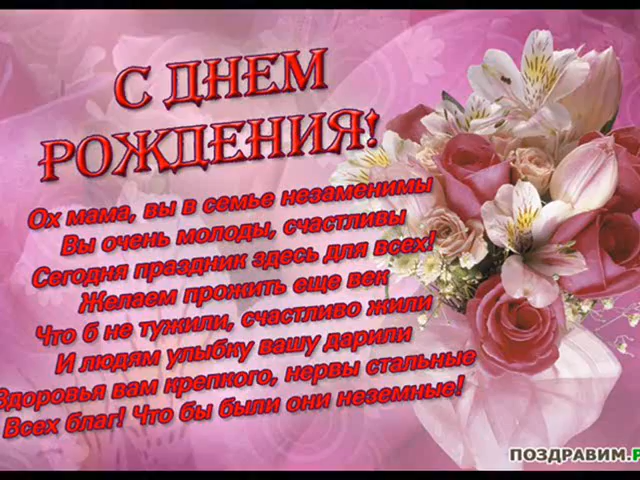 С ДНЕМ
РОЖДЕНИЯ!
Ох мама, вы в семье незаменимы
Вы очень молоды, счастливы
Сегодня праздник здесь для всех!
Желаем прожить еще век
Что б не тужили, счастливо жили
И людям улыбку вашу дарили
Здоровья вам крепкого, нервы стальные
Всех благ! Что бы были они неземные!
ПОЗДРАВИМ.Р